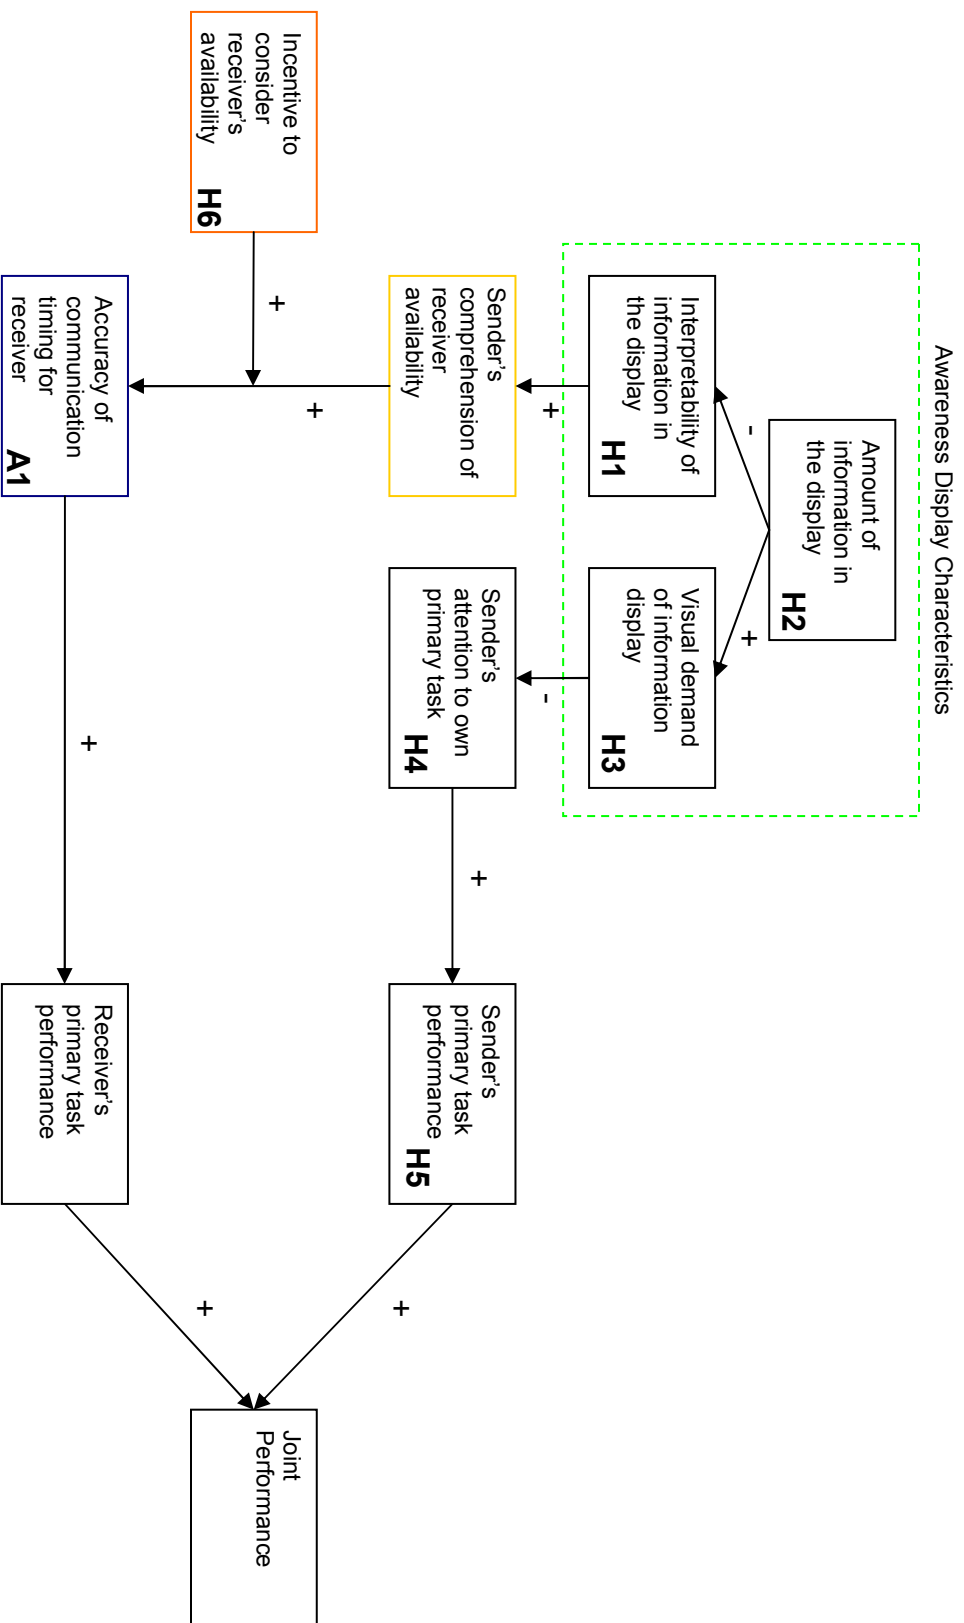 Awareness Display Characteristics
Amount of
information in
the display
H2
-
+
Interpretability of
information in
the display
H1
Visual demand
of information
display
H3
+
-
Sender's
comprehension of
receiver
availability
Sender's
attention to own
primary task
H4
+
Sender's
primary task
performance
H5
Incentive to
consider
receiver's
availability
H6
+
+
+
+
Joint
Performance
Accuracy of
communication
timing for
receiver
A1
+
Receiver's
primary task
performance